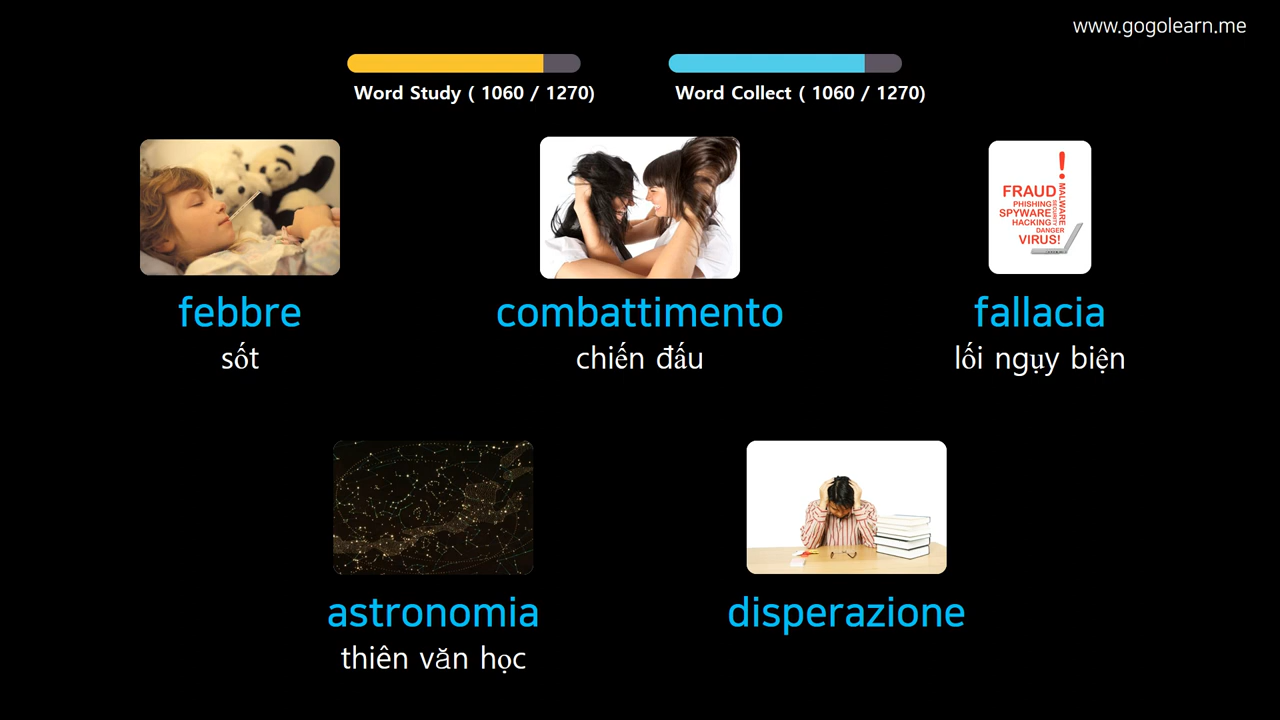 www.gogolearn.me
Word Study ( 1060 / 1270)
Word Collect ( 1060 / 1270)
FRAUD
PHISHING
SPYWARE
HACKING
DANGER
VIRUS!
MALWARE
SECURITY
!
febbre
sốt
combattimento
chiến đấu
fallacia
lối ngụy biện
astronomia
thiên văn học
disperazione